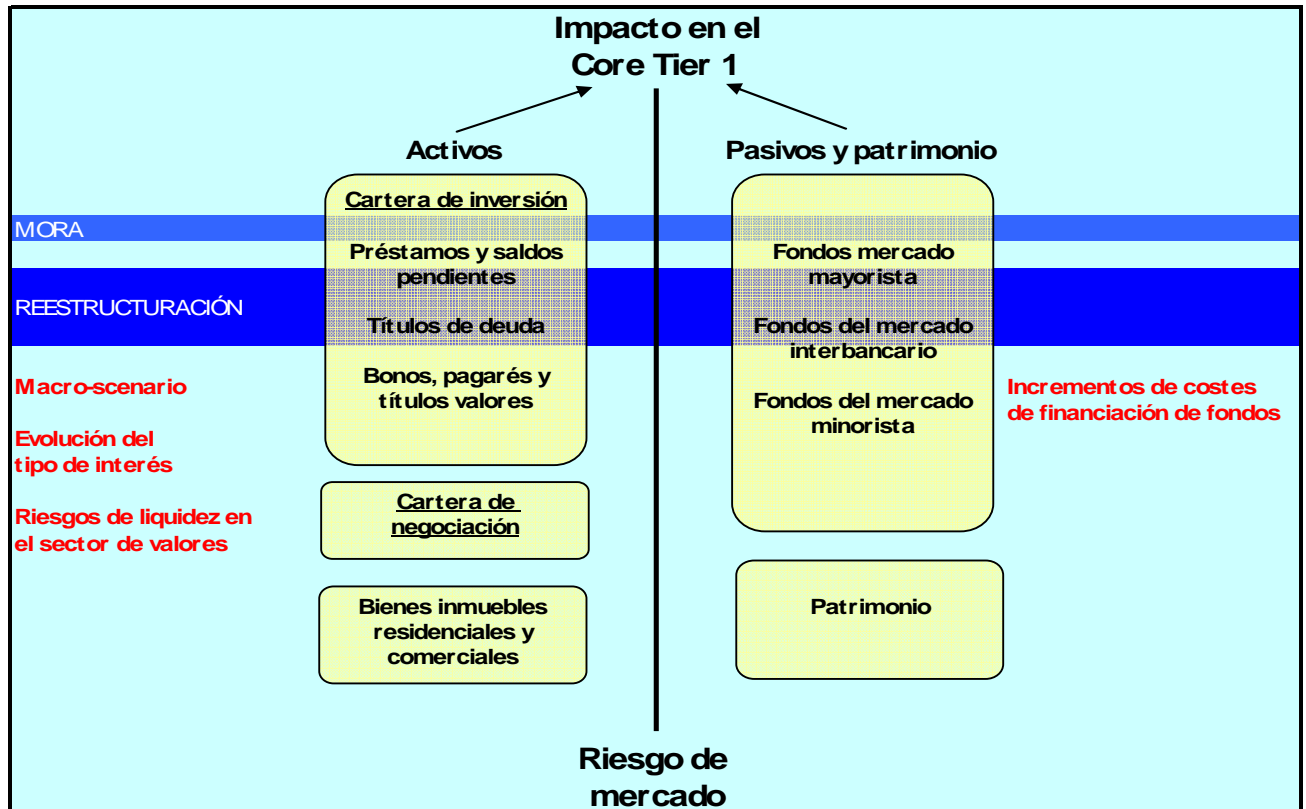 Impacto en el
Core Tier 1
Activos
Pasivos y patrimonio
Cartera de inversión
MORA
Préstamos y saldos
pendientes
Fondos mercado
mayorista
REESTRUCTURACIÓN
Títulos de deuda
Fondos del mercado
interbancario
Macro-scenario
Bonos, pagarés y
títulos valores
Fondos del mercado
minorista
Incrementos de costes
de financiación de fondos
Evolución del
tipo de interés
Riesgos de liquidez en
el sector de valores
Cartera de
negociación
Bienes inmuebles
residenciales y
comerciales
Patrimonio
Riesgo de
mercado